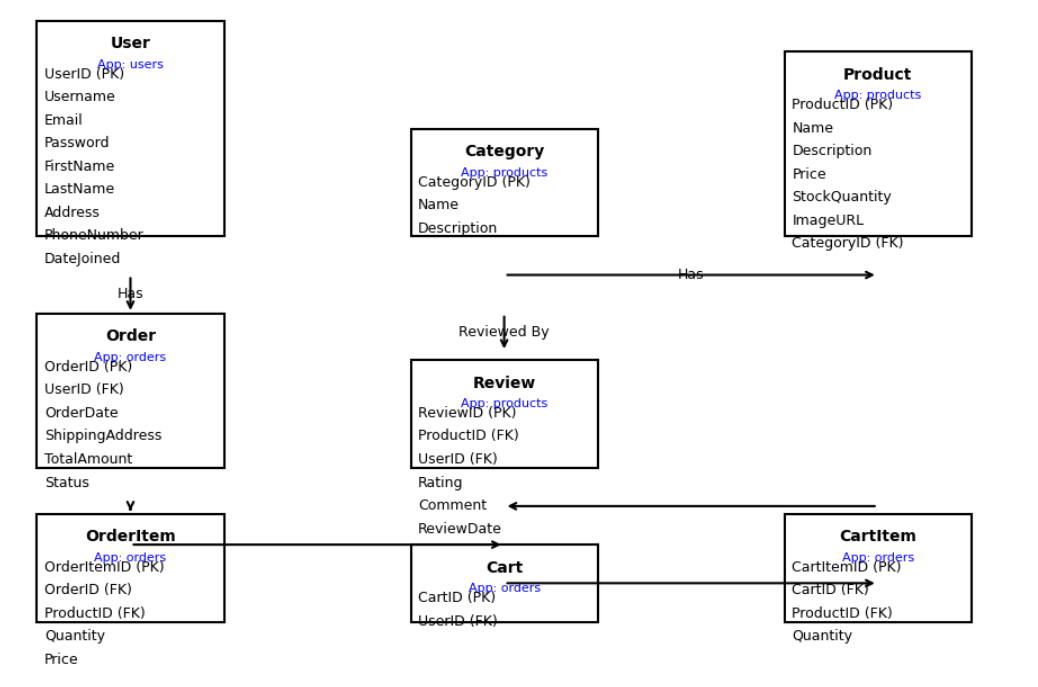 User
App: users
UserID (PK)
Username
Email
Password
FirstName
LastName
Address
PhoneNumber
DateJoined
Category
App: products
CategoryID (PK)
Name
Description
Product
App: products
ProductID (PK)
Name
Description
Price
StockQuantity
ImageURL
CategoryID (FK)
Has
Has
Reviewed By
Order
App: orders
OrderID (PK)
UserID (FK)
OrderDate
ShippingAddress
TotalAmount
Status
Review
App: products
ReviewID (PK)
ProductID (FK)
UserID (FK)
Rating
Comment
ReviewDate
OrderItem
App: orders
OrderItemID (PK)
OrderID (FK)
ProductID (FK)
Quantity
Price
Cart
App: orders
CartID (PK)
UserID (FK)
CartItem
App: orders
CartItemID (PK)
CartID (FK)
ProductID (FK)
Quantity